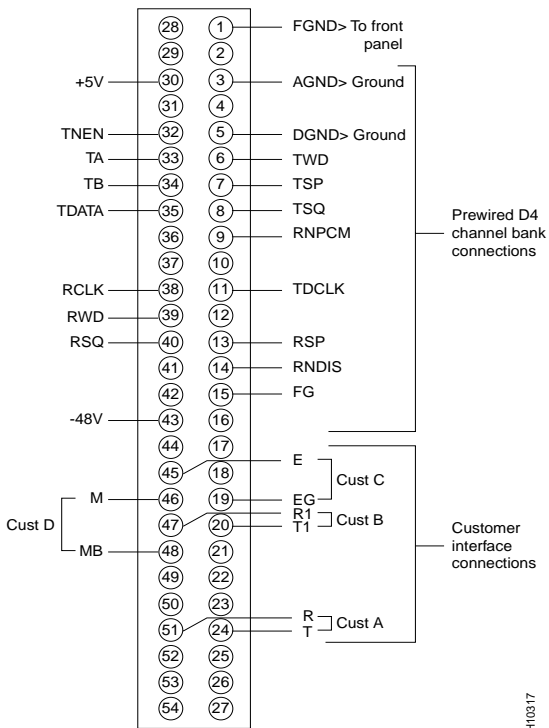 28 1 FGND> To front
panel
29 2
+5V 30 3 AGND> Ground
31 4
TNEN 32 5 DGND> Ground
TA 33 6 TWD
TB 34 7 TSP
TDATA 35 8 TSQ
36 9 RNPCM
37 10
RCLK 38 11 TDCLK
RWD 39 12
RSQ 40 13 RSP
41 14 RNDIS
42 15 FG
-48V 43 16
44 17
45 18 E
M 46 19 EG
47 20 R1
T1
MB 48 21
49 22
50 23
51 24 R
T
52 25
53 26
54 27
Prewired D4
channel bank
connections
Cust C
Cust B
Cust D
Customer
interface
connections
Cust A
H10317